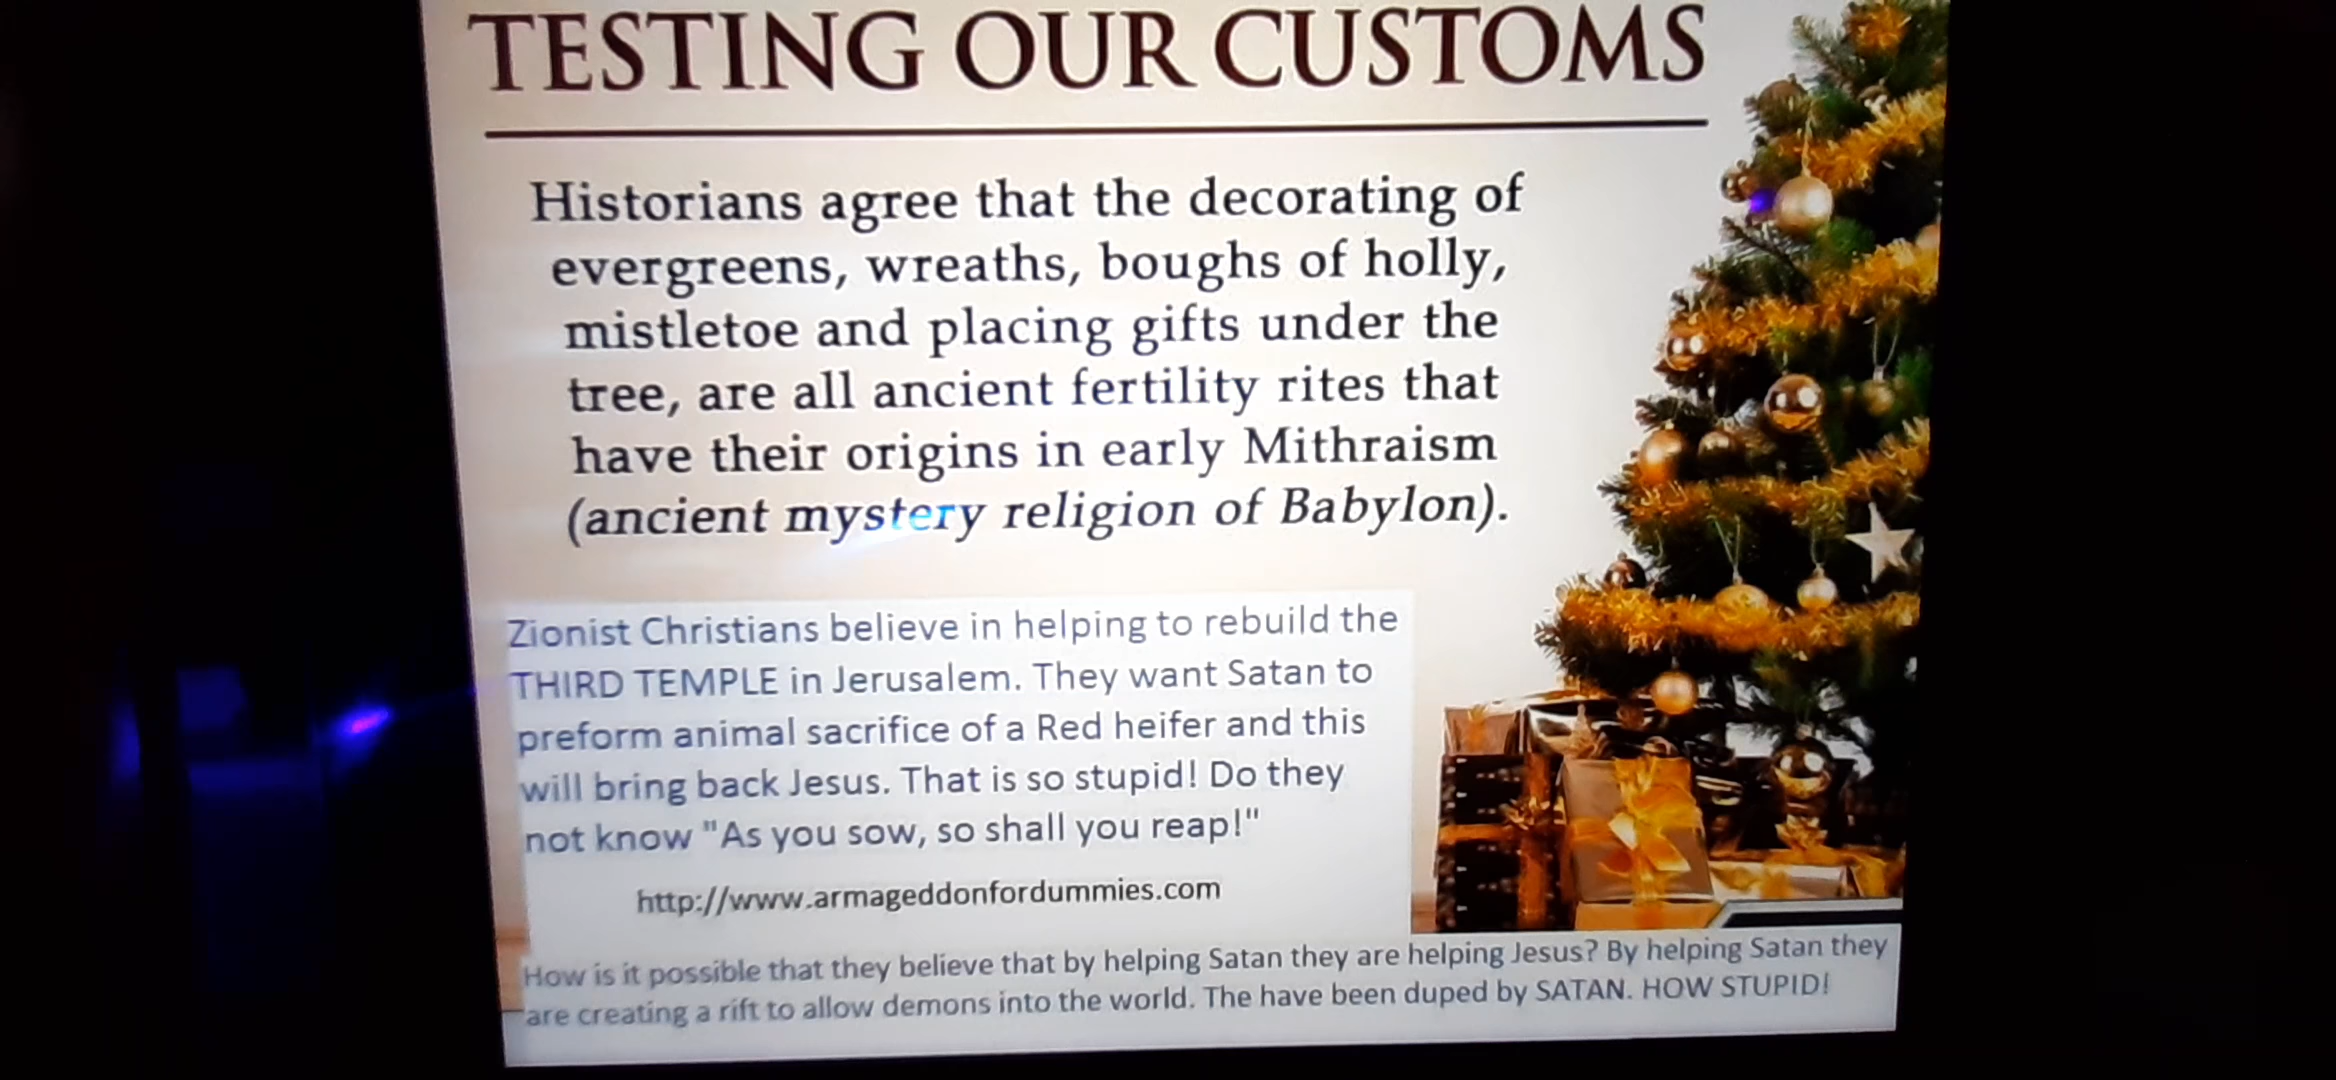 TESTING OUR CUSTOMS
Historians agree that the decorating of
evergreens, wreaths, boughs of holly,
mistletoe and placing gifts under the
tree, are all ancient fertility rites that
have their origins in early Mithraism
(ancient mystery religion of Babylon).
Zionist Christians believe in helping to rebuild the
THIRD TEMPLE in Jerusalem. They want Satan to
preform animal sacrifice of a Red heifer and this
will bring back Jesus. That is so stupid! Do they
not know "As you sow, so shall you reap!"
http://www.armageddonfordummies.com
How is it possible that they believe that by helping Satan they are helping Jesus? By helping Satan they
are creating a rift to allow demons into the world. The have been duped by SATAN. HOW STUPID!